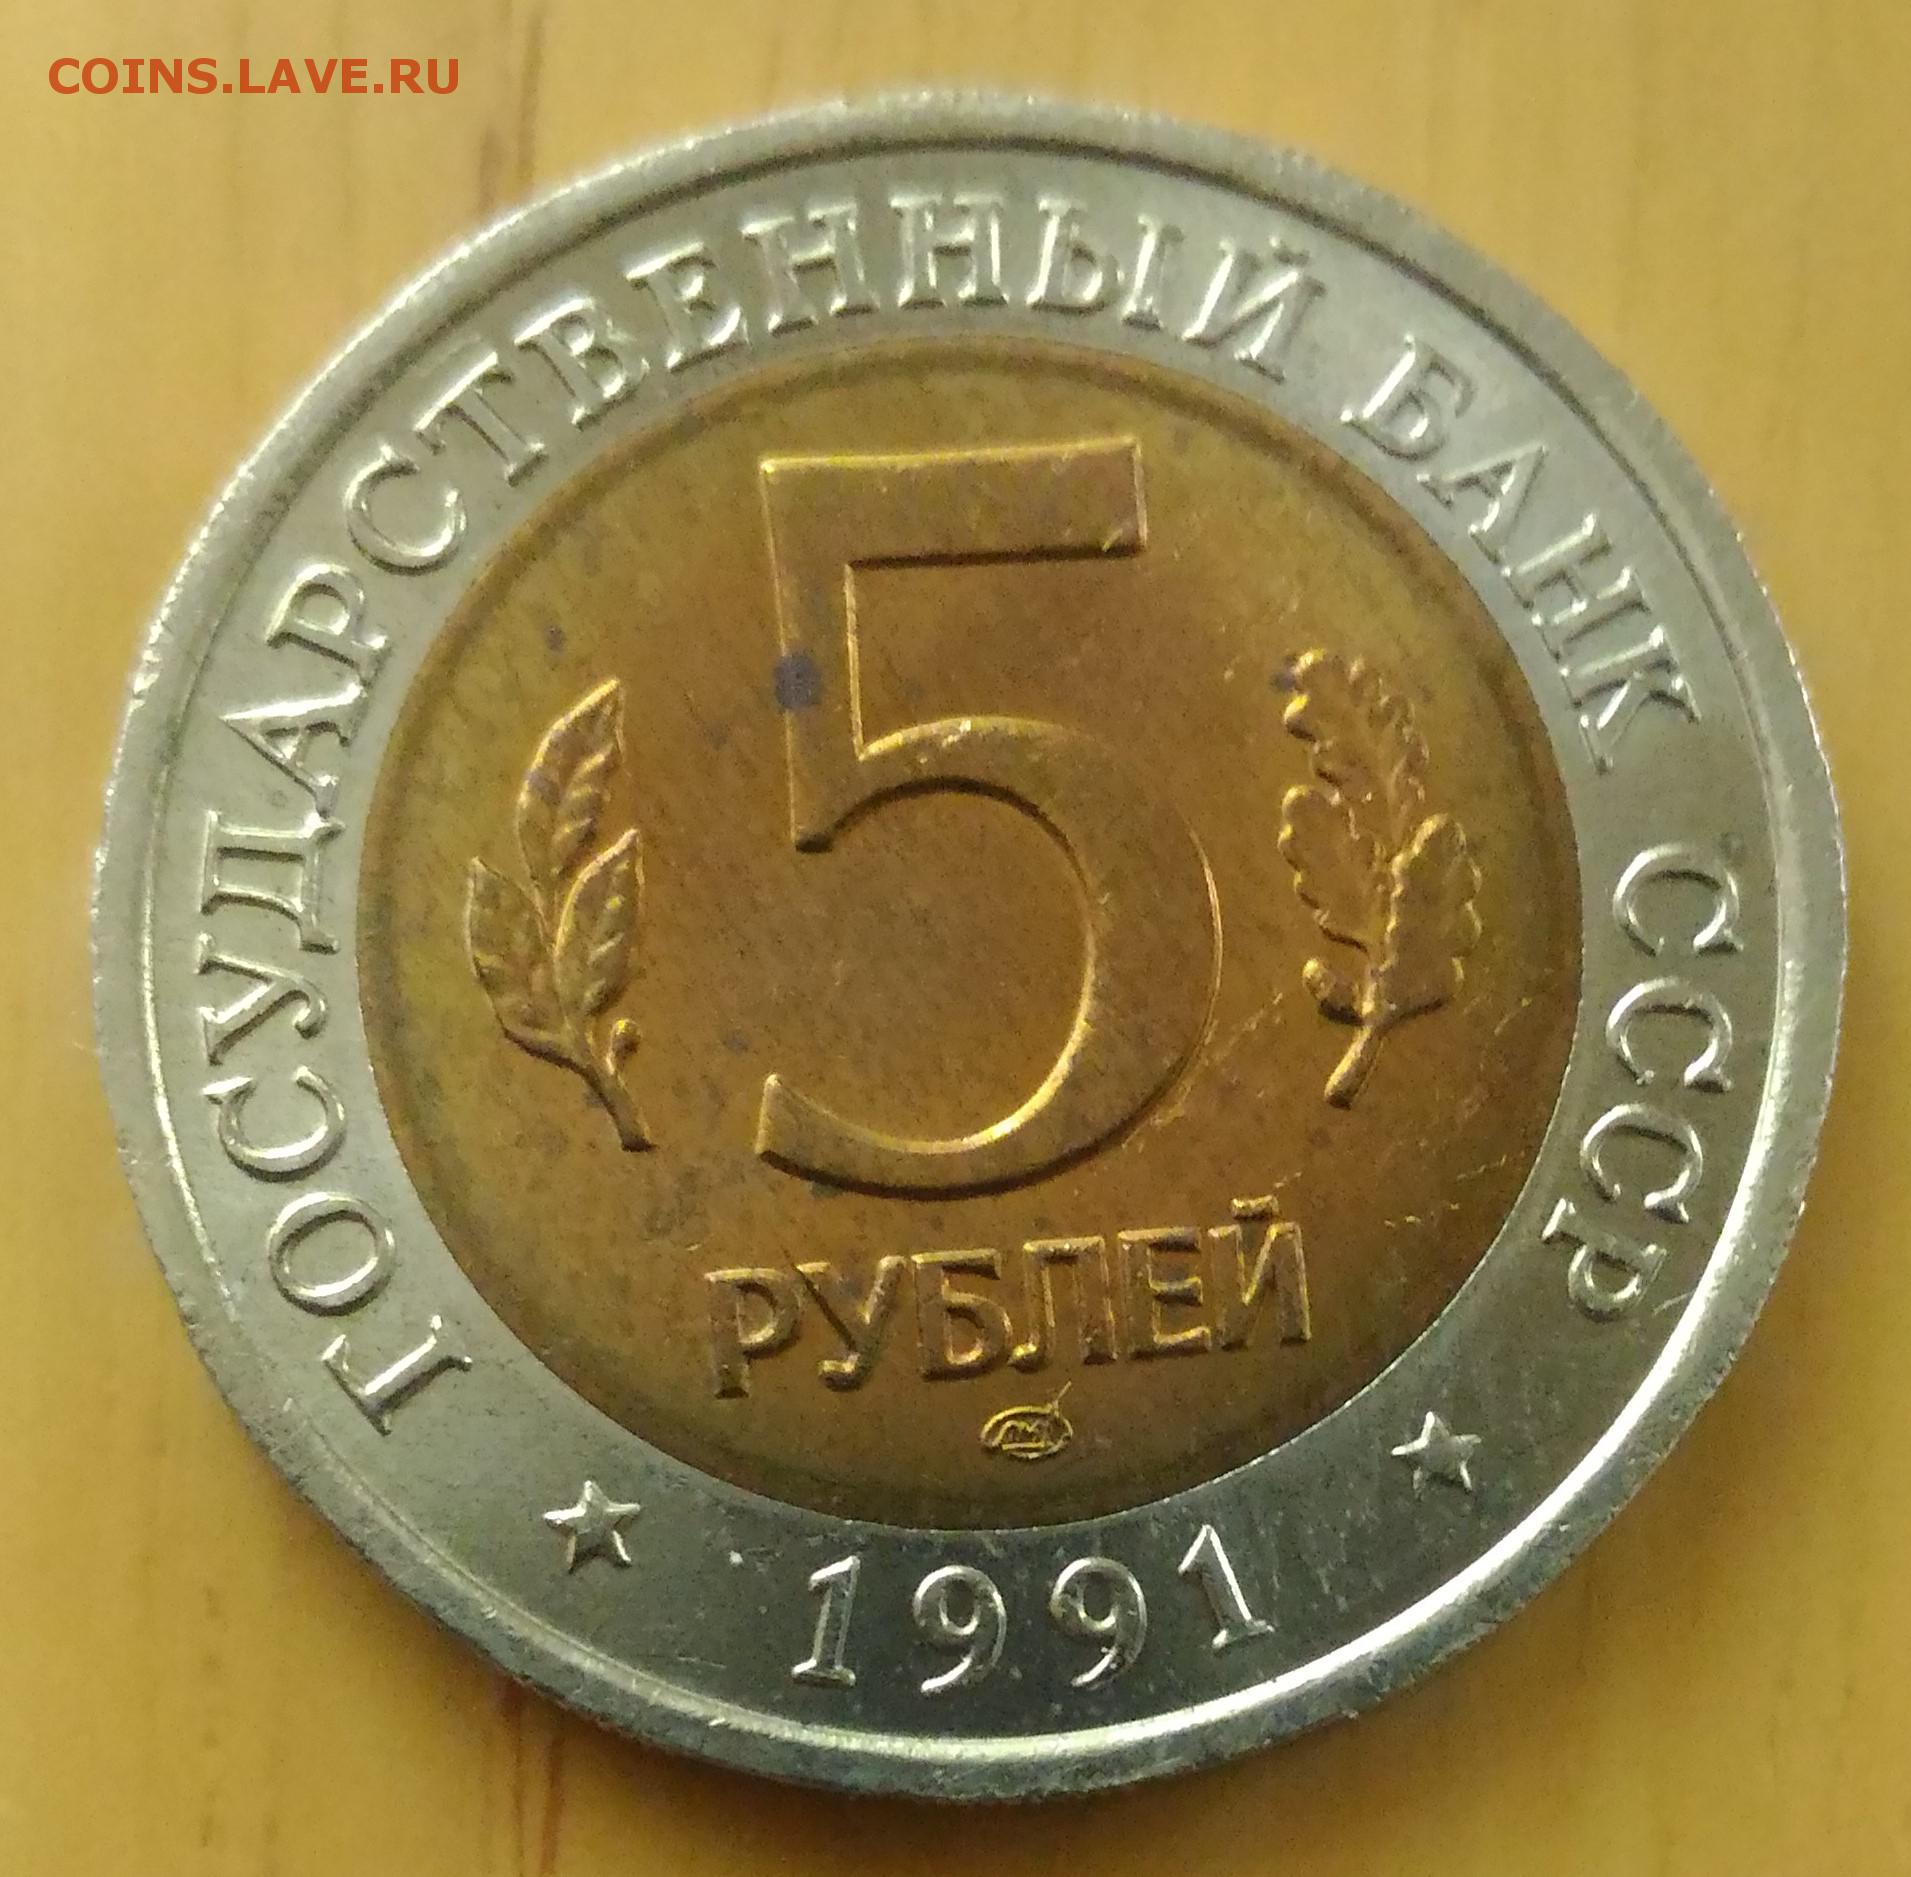 COINS.LAVE.RU
ГОСУДАРСТВЕННЫЙ БАНК СССР
5
РУБЛЕЙ
ЛМД
1991